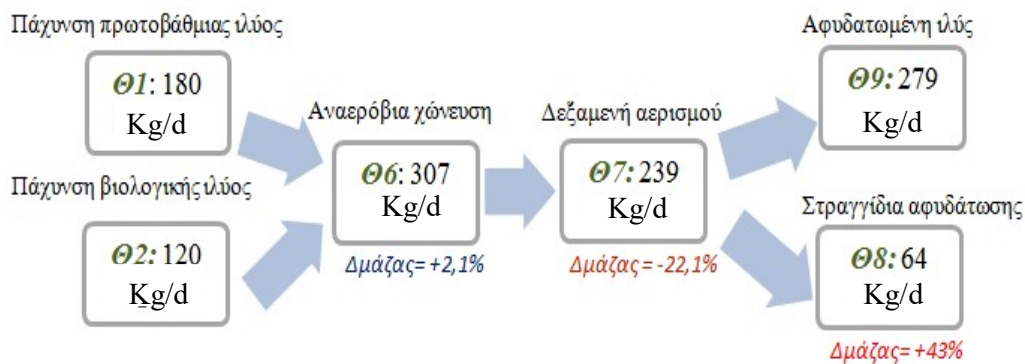 Πάχυνση πρωτοβάθμιας ιλύος
Θ1: 180
Kg/d
Πάχυνση βιολογικής ιλύος
Θ2: 120
Kg/d
Αναερόβια χώνευση
Θ6: 307
Kg/d
Δμάζας= +2,1%
Δεξαμενή αερισμού
Θ7: 239
Kg/d
Δμάζας = -22,1%
Αφυδατωμένη ιλύς
Θ9: 279
Kg/d
Στραγγίδια αφυδάτωσης
Θ8: 64
Kg/d
Δμάζας= +43%